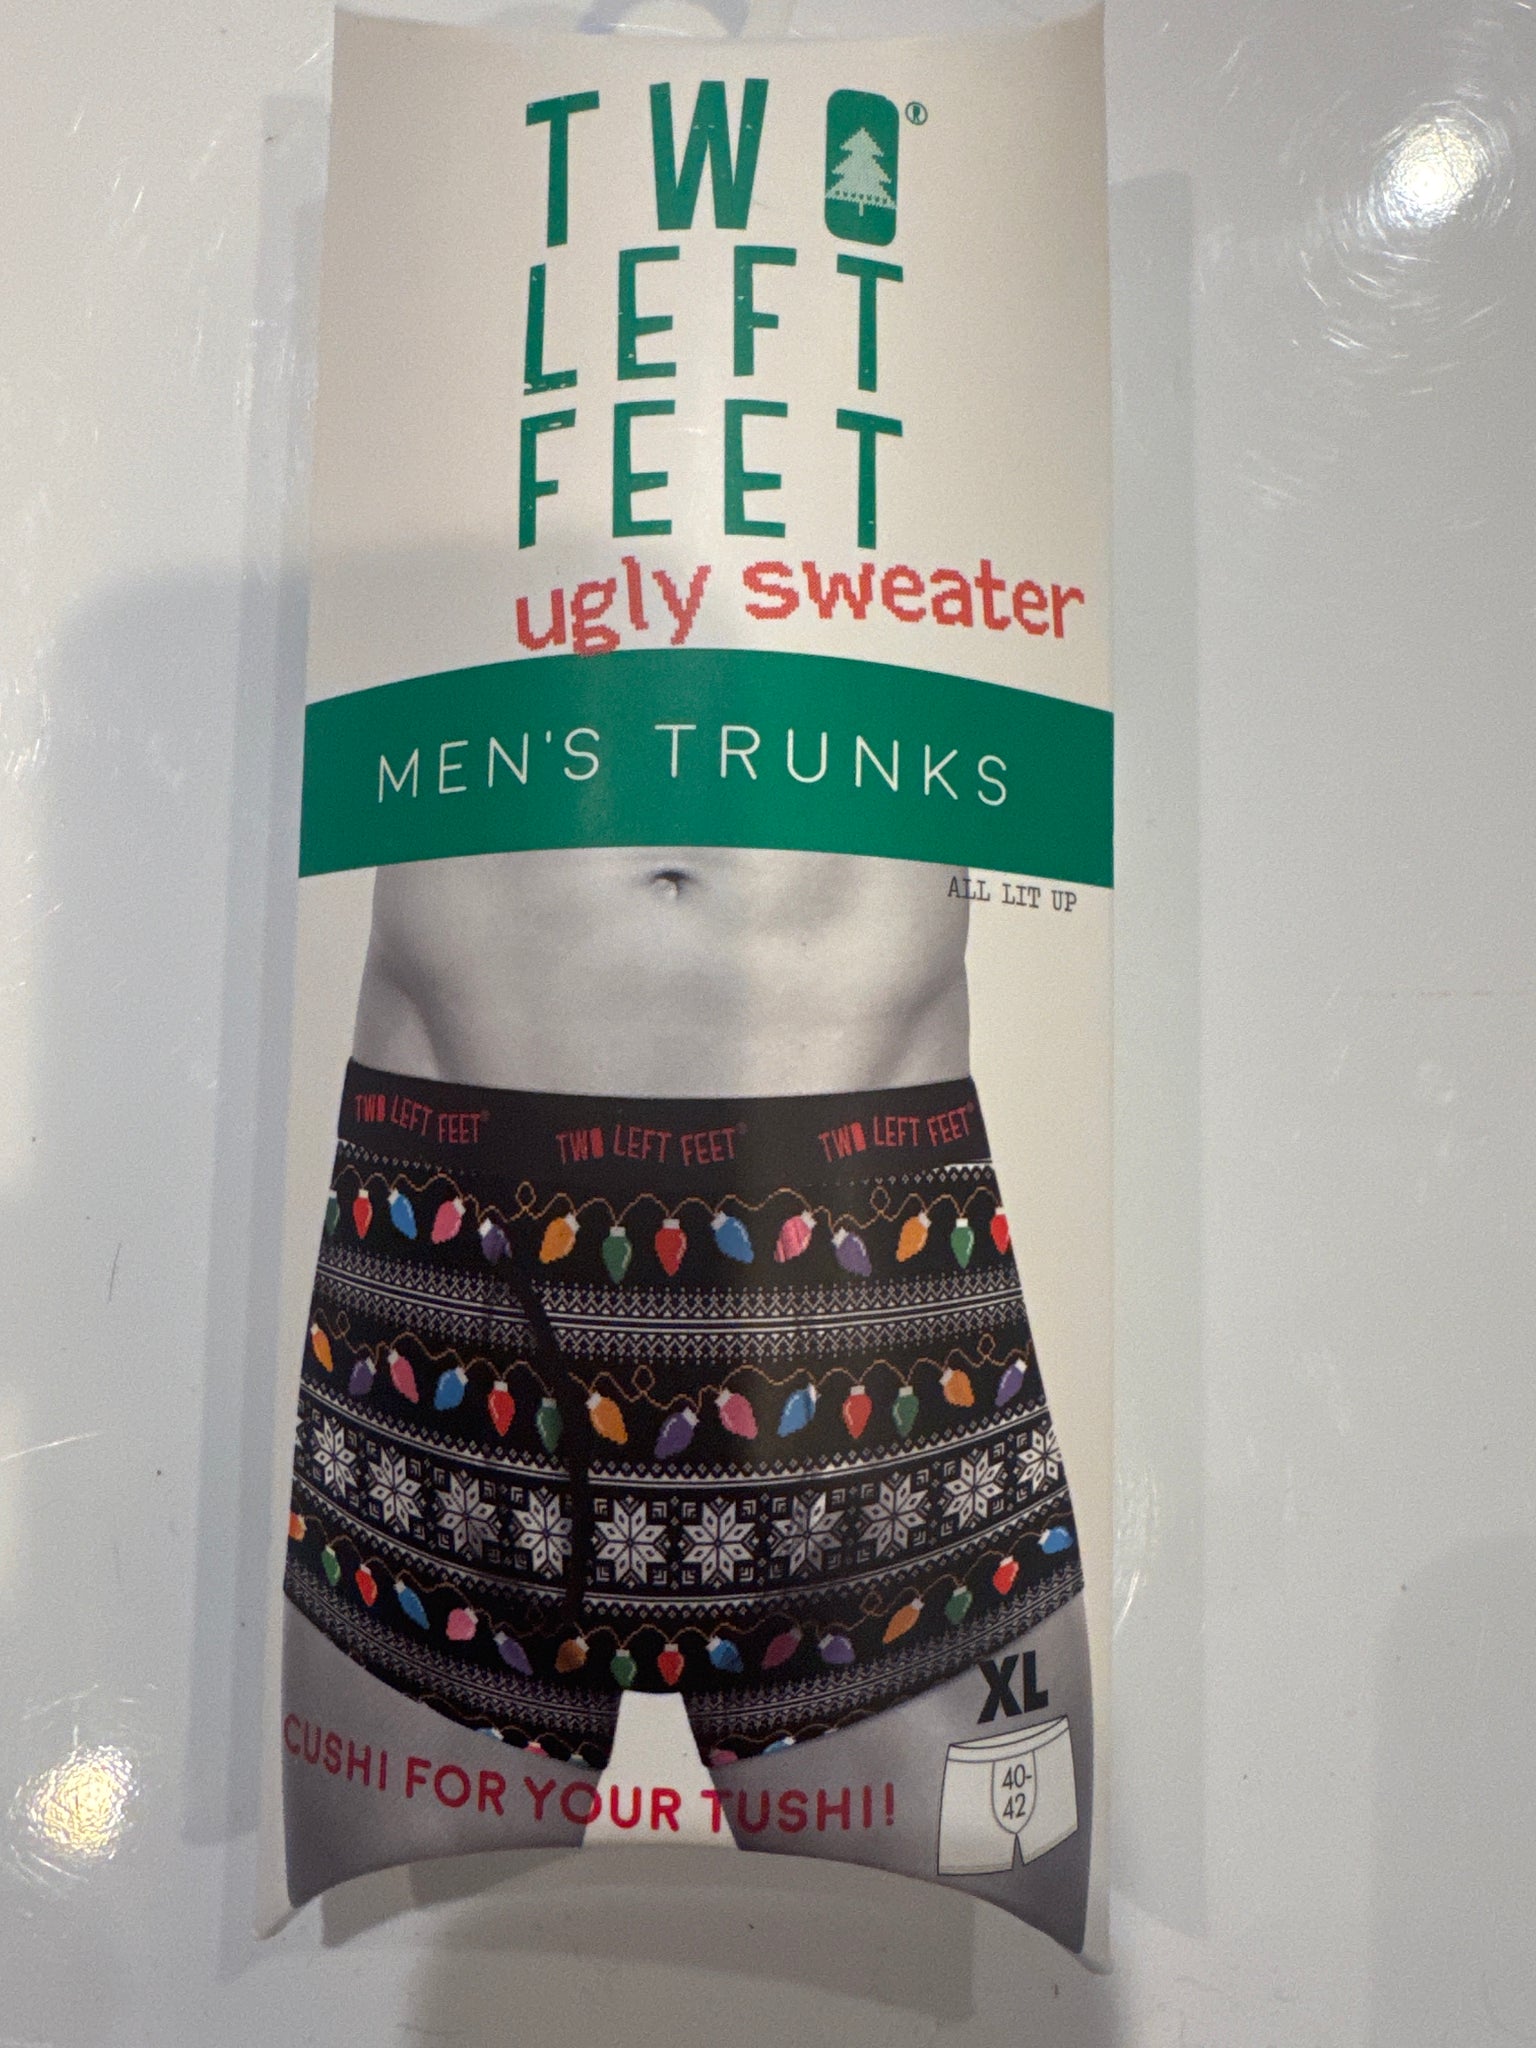 TWO®
LEFT
FEET
ugly sweater
MEN'S TRUNKS
ALL LIT UP
TWO LEFT FEET® TWO LEFT FEET® TWO LEFT FEET®
XL
CUSHI FOR YOUR TUSHI!
40-
42